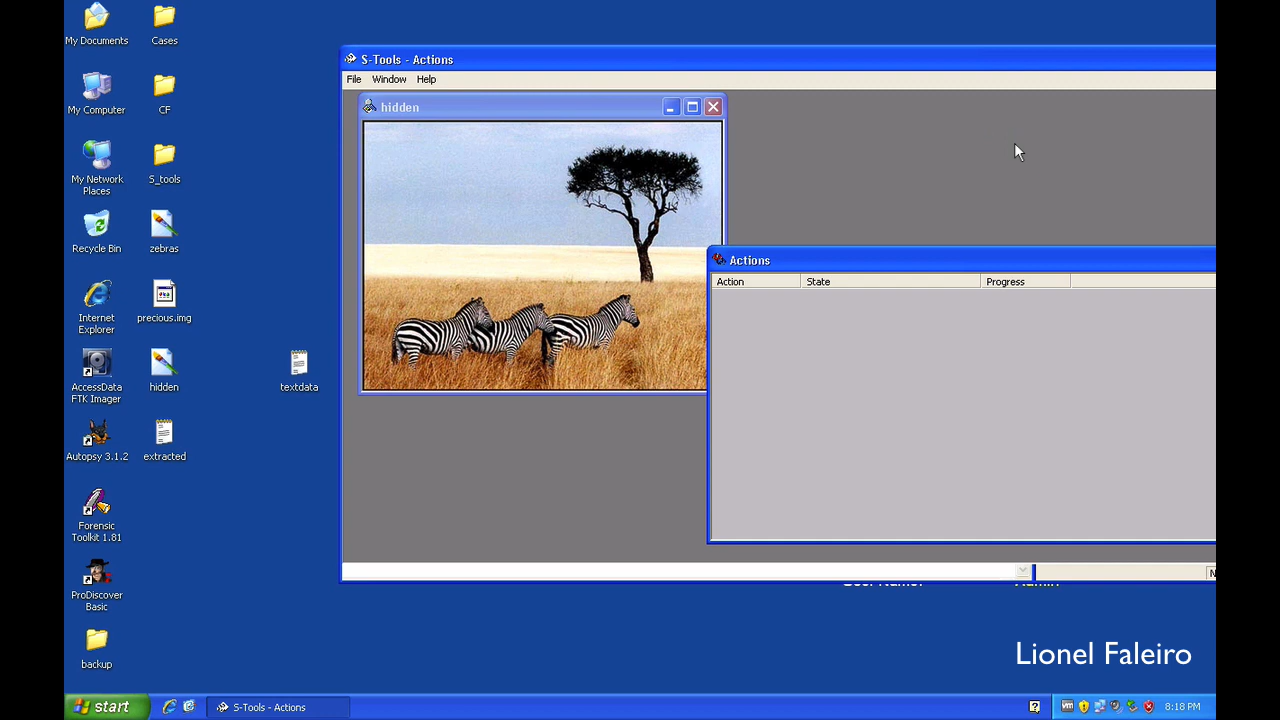 My Documents
Cases
My Computer
CF
My Network
Places
S_tools
Recycle Bin
zebras
Internet
Explorer
precious.img
AccessData
FTK Imager
hidden
textdata
Autopsy 3.1.2
extracted
Forensic
Toolkit 1.81
ProDiscover
Basic
backup
S-Tools - Actions
File Window Help
hidden
Actions
Action State Progress
Lionel Faleiro
start
S-Tools - Actions
8:18 PM